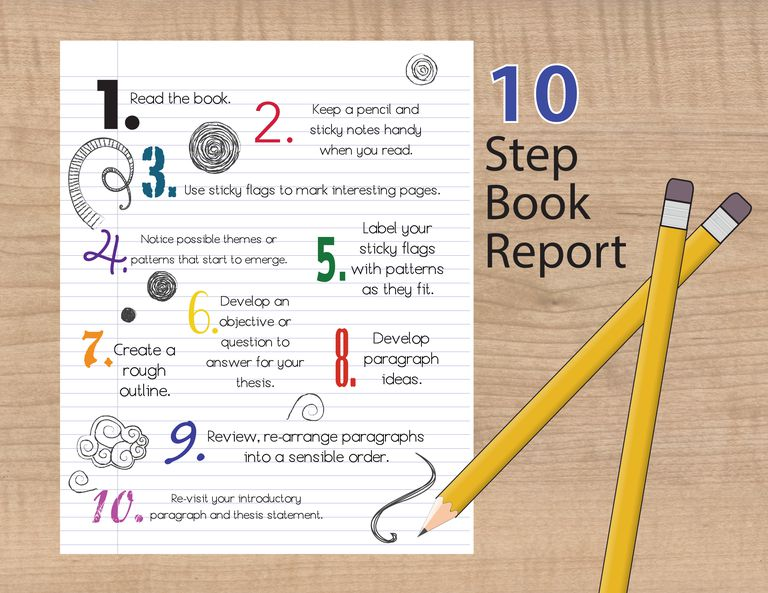 1. Read the book.
2. Keep a pencil and
sticky notes handy
when you read.
3. Use sticky flags to mark interesting pages.
4. Notice possible themes or
patterns that start to emerge.
5. Label your
sticky flags
with patterns
as they fit.
6. Develop an
objective or
question to
answer for your
thesis.
7. Create a
rough
outline.
8. Develop
paragraph
ideas.
9. Review, re-arrange paragraphs
into a sensible order.
10. Re-visit your introductory
paragraph and thesis statement.
10
Step
Book
Report